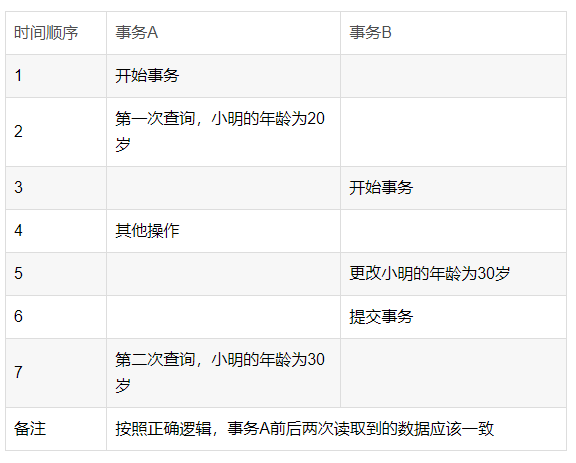 时间顺序 事务A 事务B
1 开始事务
2 第一次查询，小明的年龄为20
岁
3 开始事务
4 其他操作
5 更改小明的年龄为30岁
6 提交事务
7 第二次查询，小明的年龄为30
岁
备注 按照正确逻辑，事务A前后两次读取到的数据应该一致